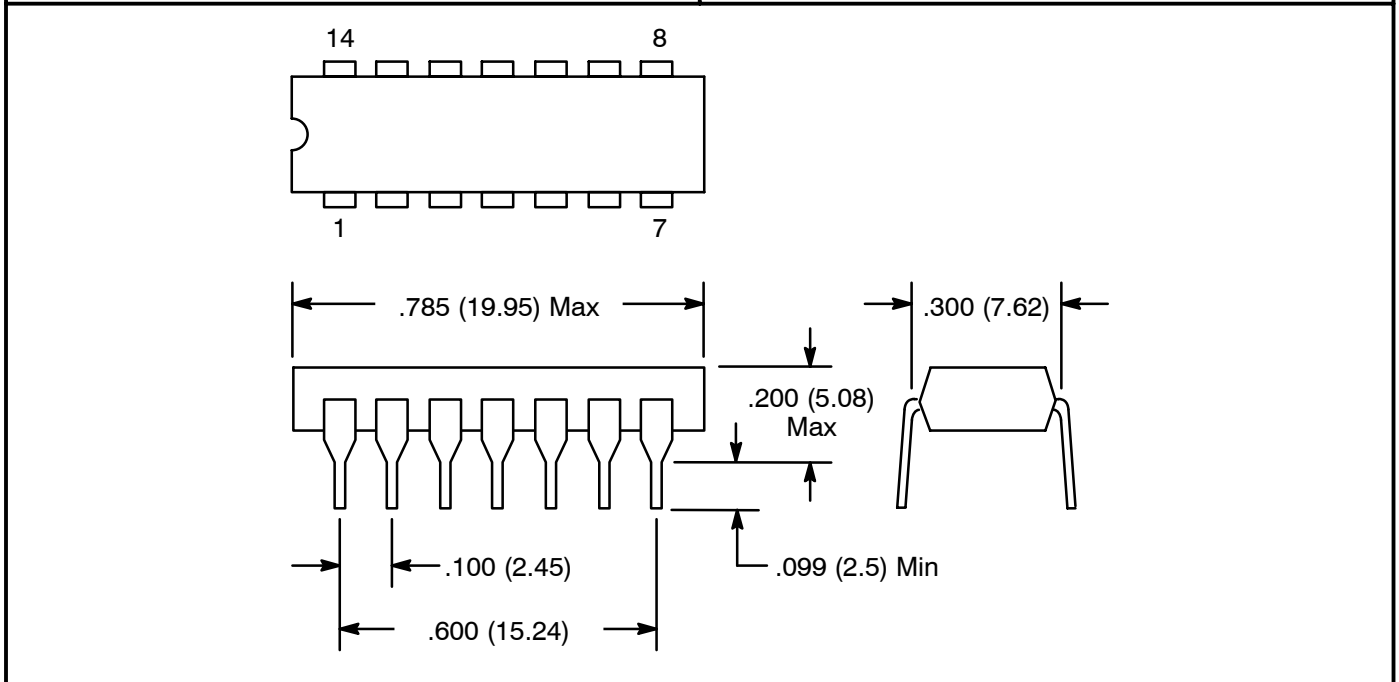 14
8
1
7
.785 (19.95) Max
.300 (7.62)
.200 (5.08)
Max
.100 (2.45)
.099 (2.5) Min
.600 (15.24)